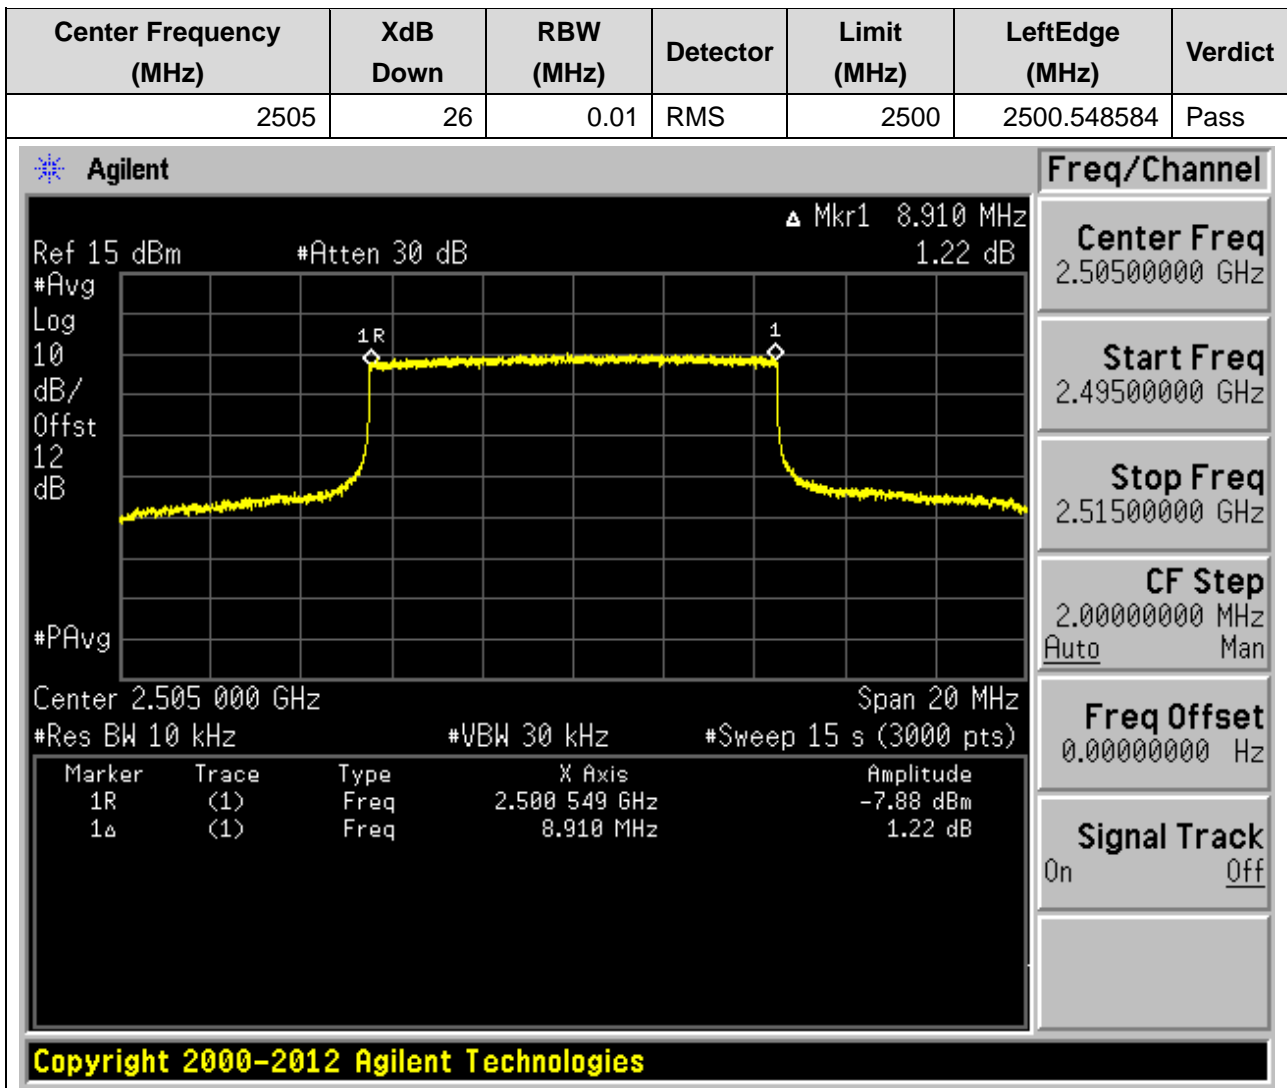 Center Frequency (MHz) XdB Down RBW (MHz) Detector Limit (MHz) LeftEdge (MHz) Verdict
2505 26 0.01 RMS 2500 2500.548584 Pass
Agilent
Freq/Channel
Δ Mkr1 8.910 MHz
Ref 15 dBm #Atten 30 dB 1.22 dB
#Avg
Log
10
dB/
Offst
12
dB
#PAvg
1R
1
Center 2.505 000 GHz Span 20 MHz
#Res BW 10 kHz #VBW 30 kHz #Sweep 15 s (3000 pts)
Marker Trace Type X Axis Amplitude
1R (1) Freq 2.500 549 GHz -7.88 dBm
1Δ (1) Freq 8.910 MHz 1.22 dB
Center Freq
2.50500000 GHz
Start Freq
2.49500000 GHz
Stop Freq
2.51500000 GHz
CF Step
2.00000000 MHz
Auto Man
Freq Offset
0.00000000 Hz
Signal Track
On Off
Copyright 2000-2012 Agilent Technologies